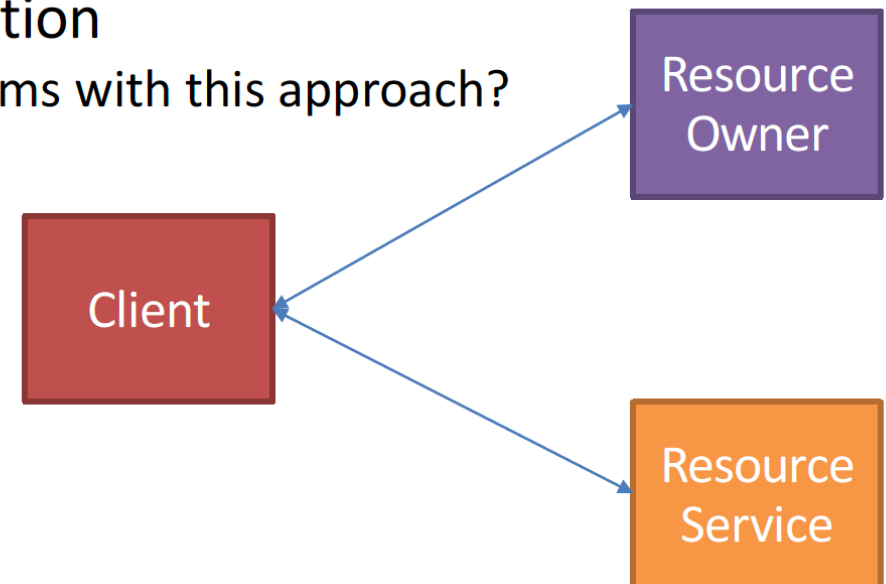 tion
ms with this approach?
Resource
Owner
Client
Resource
Service